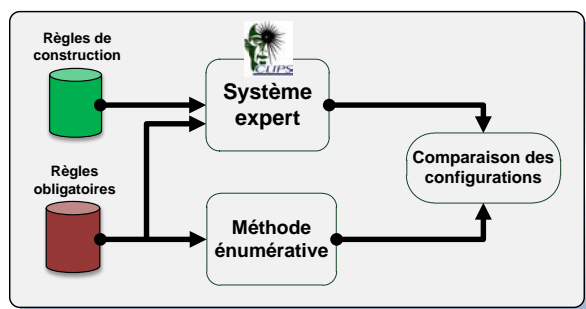 Règles de
construction
CLIPS
Système
expert
Règles
obligatoires
Méthode
énumérative
Comparaison des
configurations